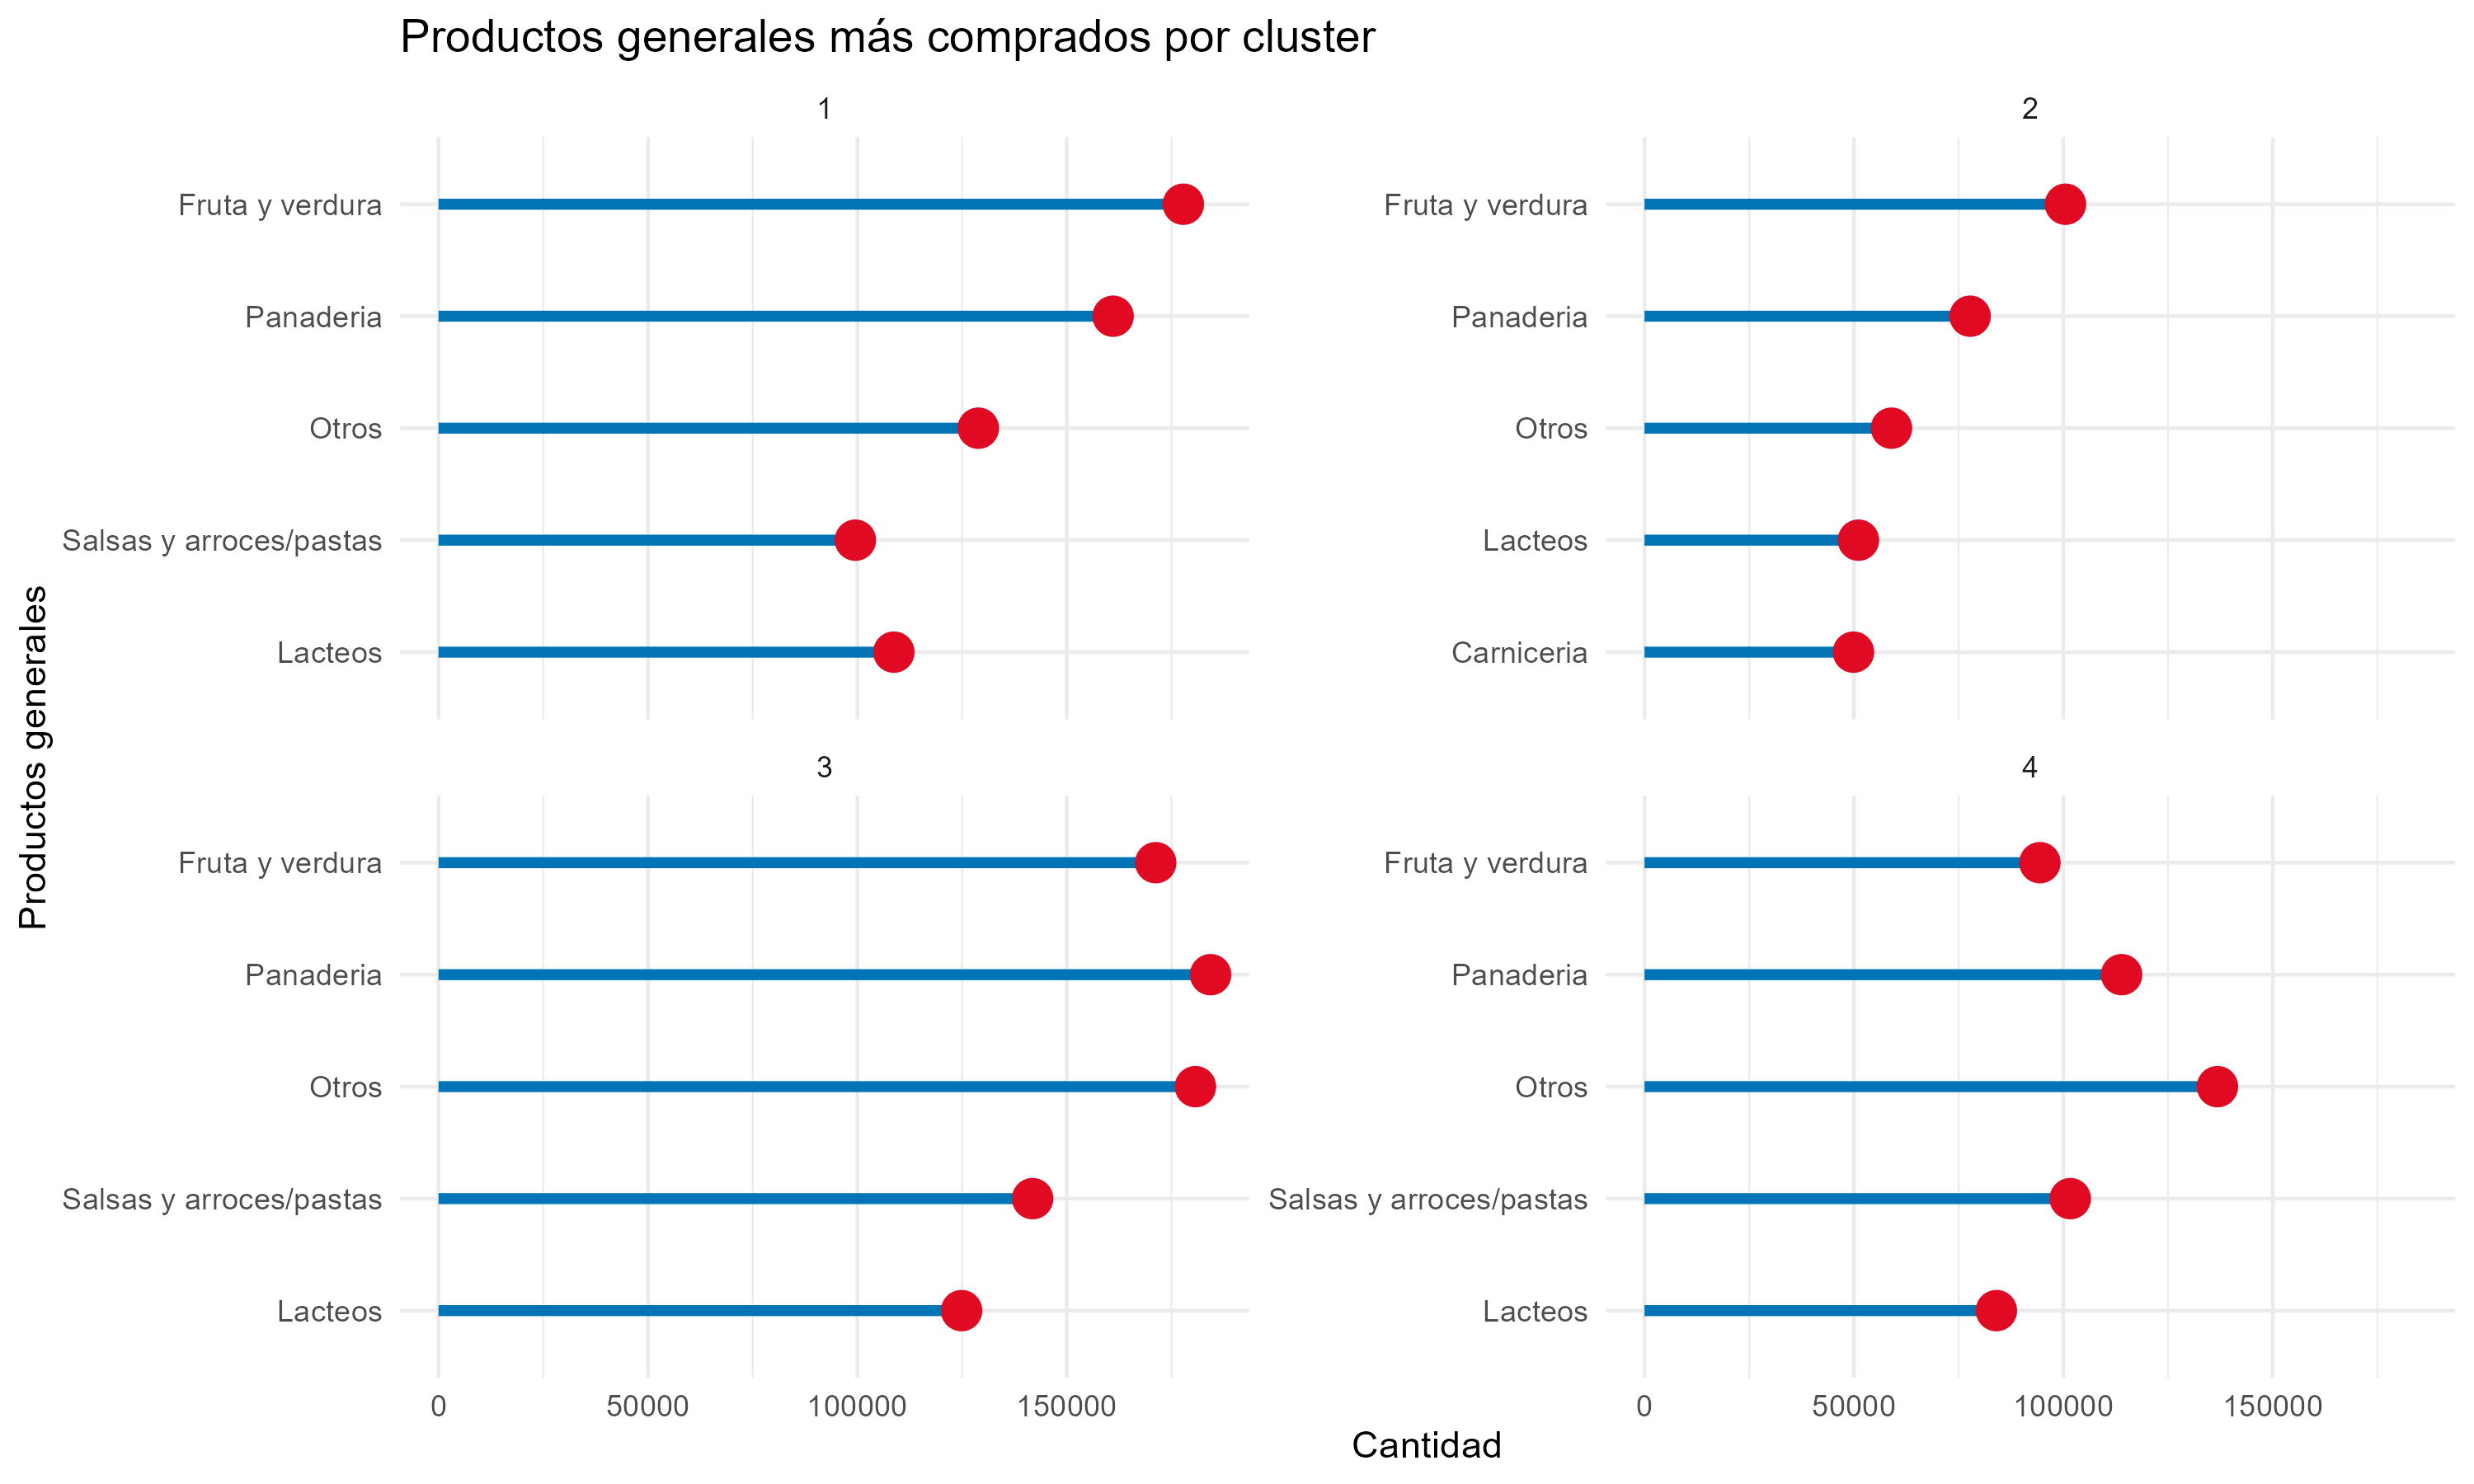 Productos generales más comprados por cluster
1
Fruta y verdura
Panaderia
Otros
Salsas y arroces/pastas
Lacteos
2
Fruta y verdura
Panaderia
Otros
Lacteos
Carniceria
3
Fruta y verdura
Panaderia
Otros
Salsas y arroces/pastas
Lacteos
0 50000 100000 150000
4
Fruta y verdura
Panaderia
Otros
Salsas y arroces/pastas
Lacteos
0 50000 100000 150000
Productos generales
Cantidad